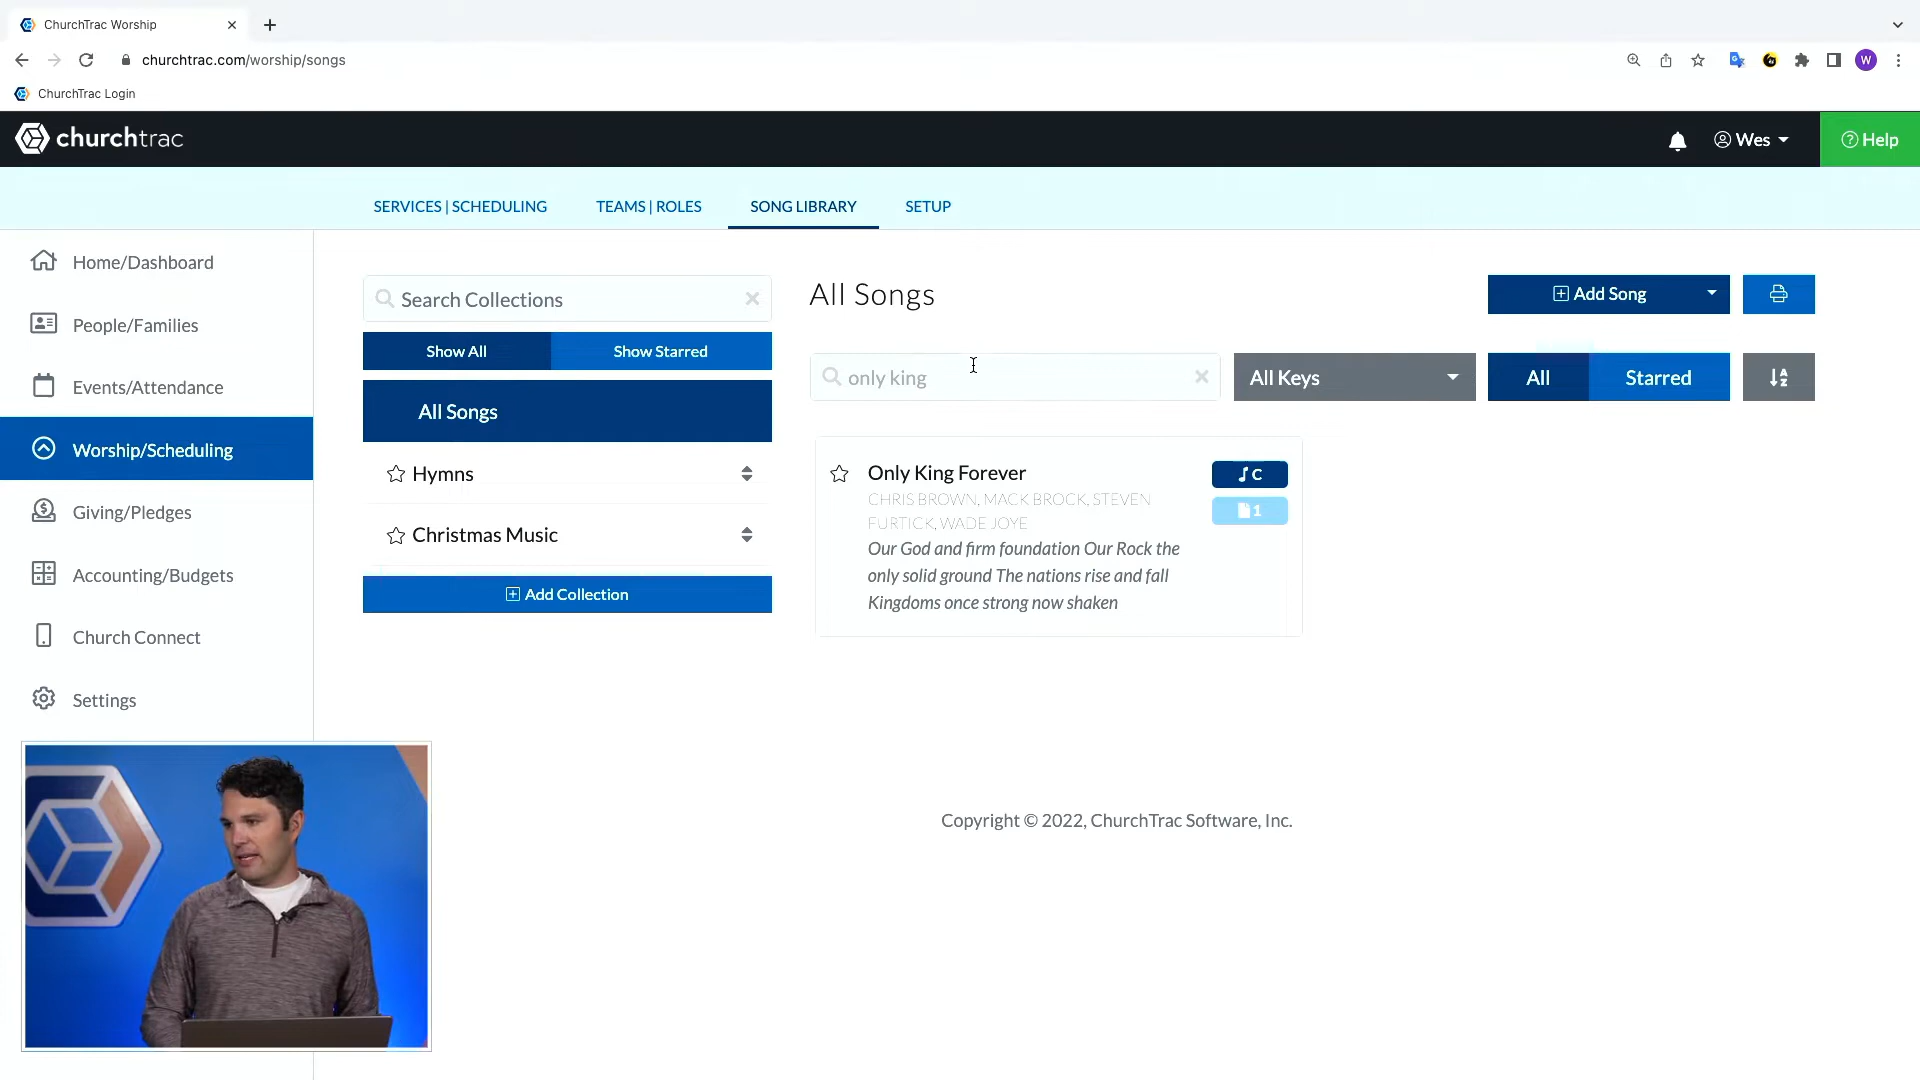 ChurchTrac Worship
churchtrac.com/worship/songs
W
ChurchTrac Login
churchtrac
Wes
Help
SERVICES | SCHEDULING
TEAMS | ROLES
SONG LIBRARY
SETUP
Home/Dashboard
People/Families
Events/Attendance
Worship/Scheduling
Giving/Pledges
Accounting/Budgets
Church Connect
Settings
Search Collections
Show All
Show Starred
All Songs
Hymns
Christmas Music
Add Collection
All Songs
Add Song
only king
All Keys
All
Starred
Only King Forever
C
CHRIS BROWN, MACK BROCK, STEVEN
FURTICK, WADE JOYE
1
Our God and firm foundation Our Rock the
only solid ground The nations rise and fall
Kingdoms once strong now shaken
Copyright © 2022, ChurchTrac Software, Inc.